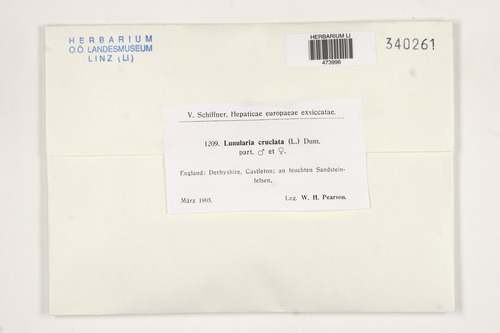 HERBARIUM
O.Ö. LANDESMUSEUM
LINZ (LI)
HERBARIUM LI
473996
340261
V. Schiffner, Hepaticae europaeae exsiccatae.
1209. Lunularia cruciata (L.) Dum.
part. ♂ et ♀.
England: Derbyshire, Castleton; an feuchten Sandstein-
felsen.
März 1905. Leg. W. H. Pearson.